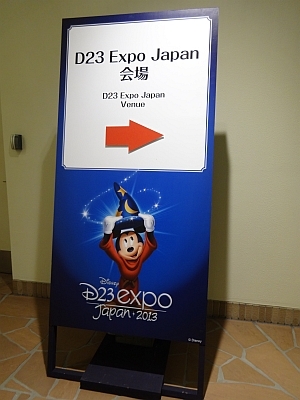 D23 Expo Japan
会場
D23 Expo Japan
Venue
Disney
D23 expo
Japan • 2013
© Disney